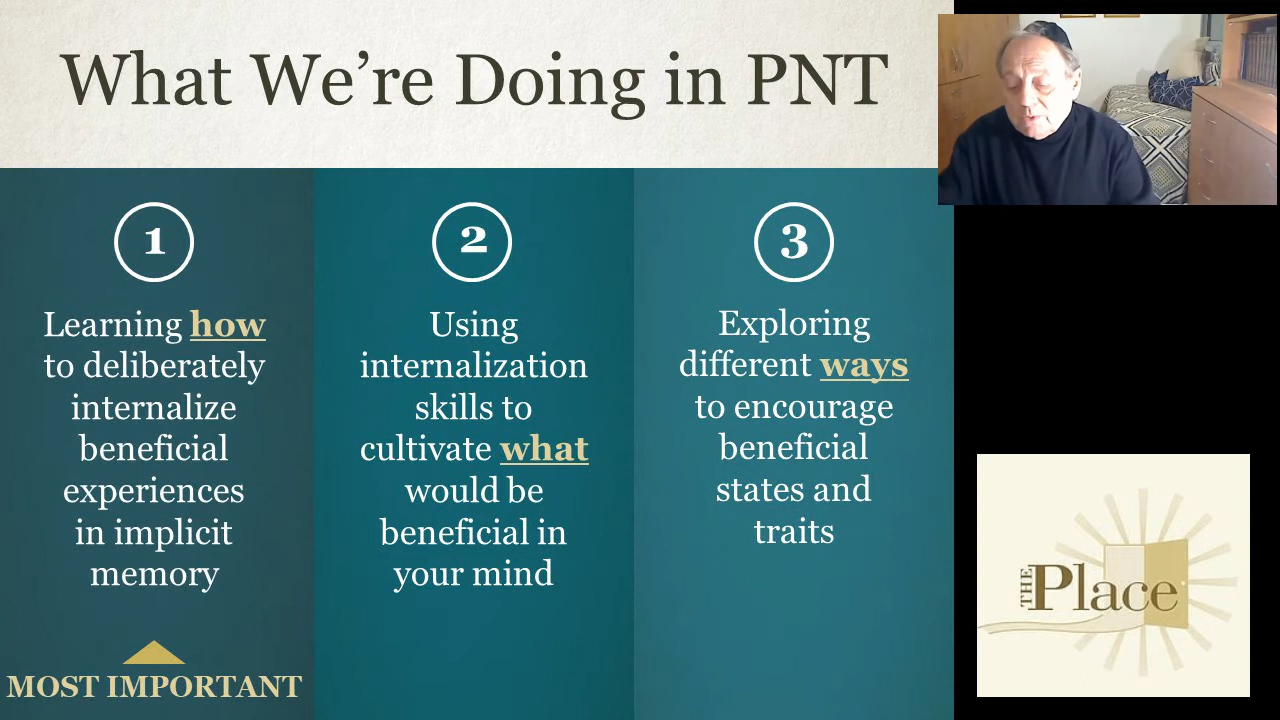 What We’re Doing in PNT
1
Learning how
to deliberately
internalize
beneficial
experiences
in implicit
memory
MOST IMPORTANT
2
Using
internalization
skills to
cultivate what
would be
beneficial in
your mind
3
Exploring
different ways
to encourage
beneficial
states and
traits
THE Place